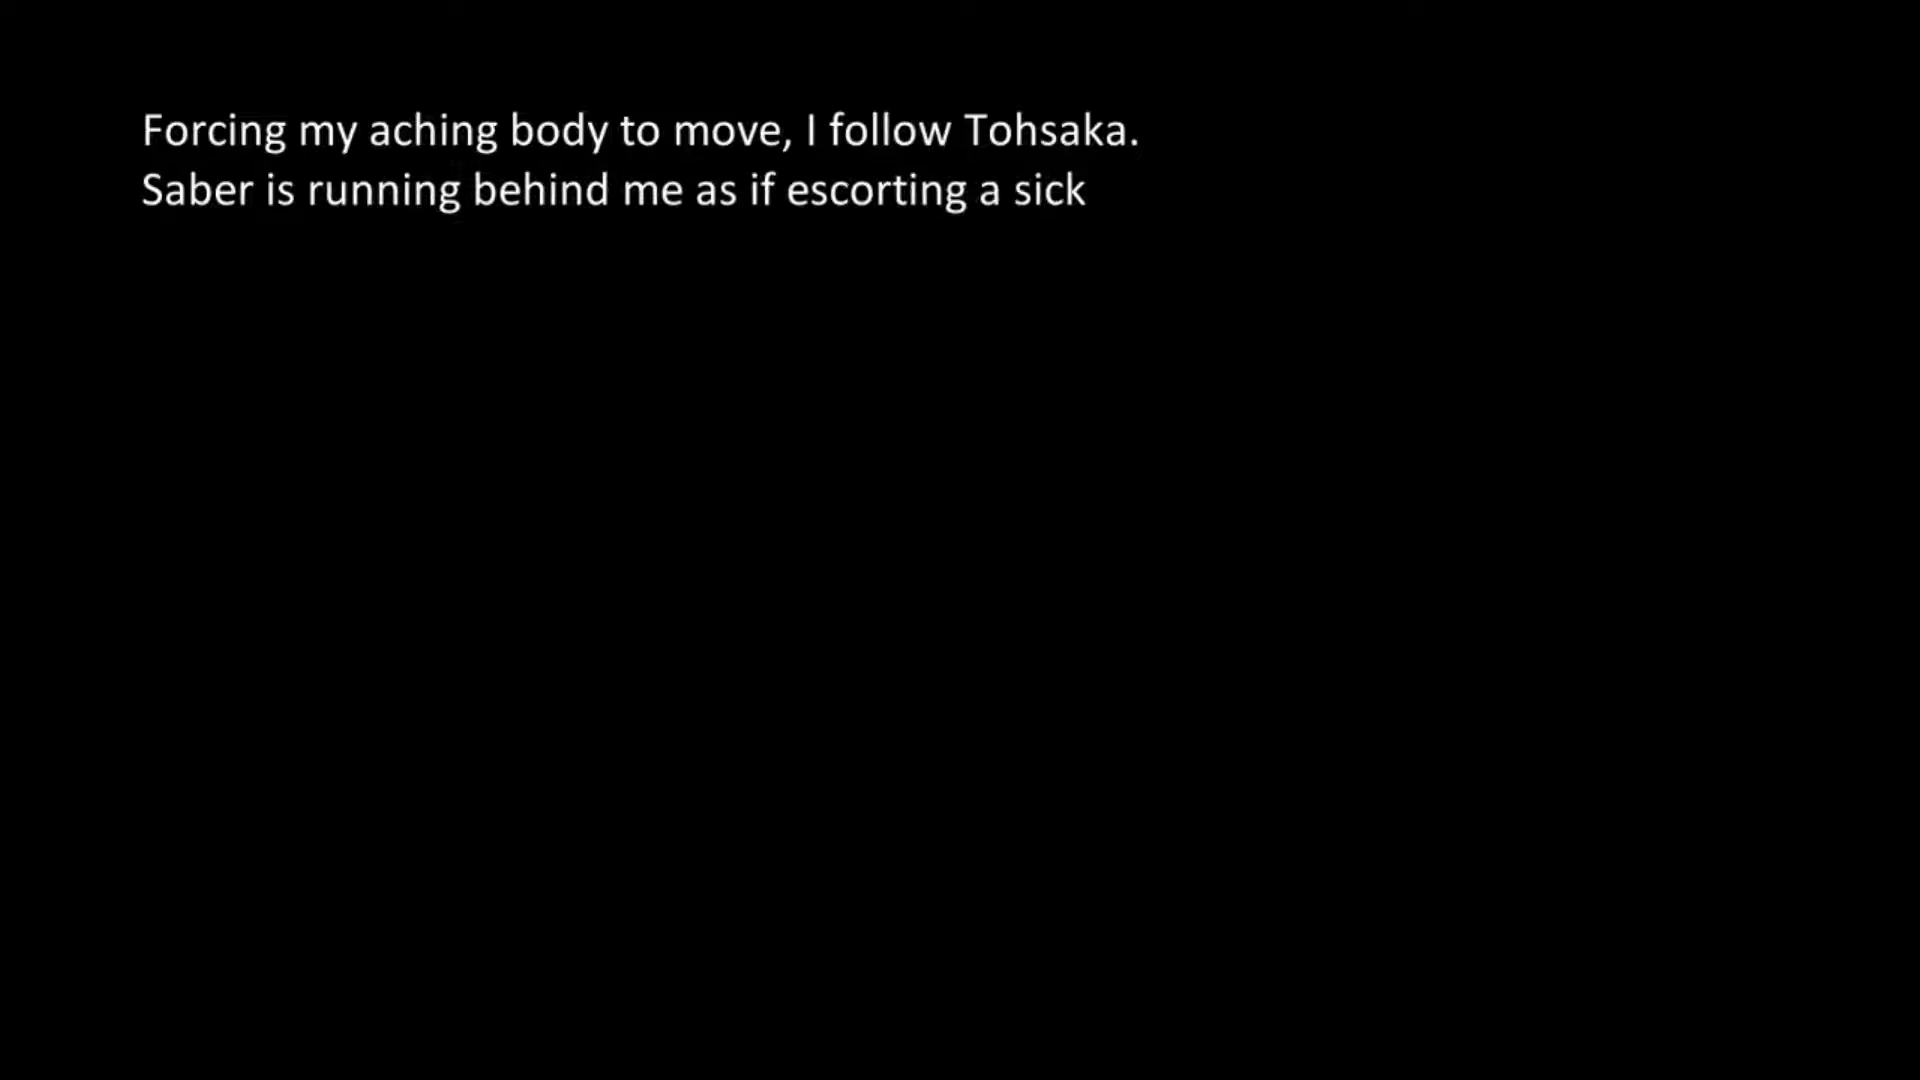 Forcing my aching body to move, I follow Tohsaka.
Saber is running behind me as if escorting a sick